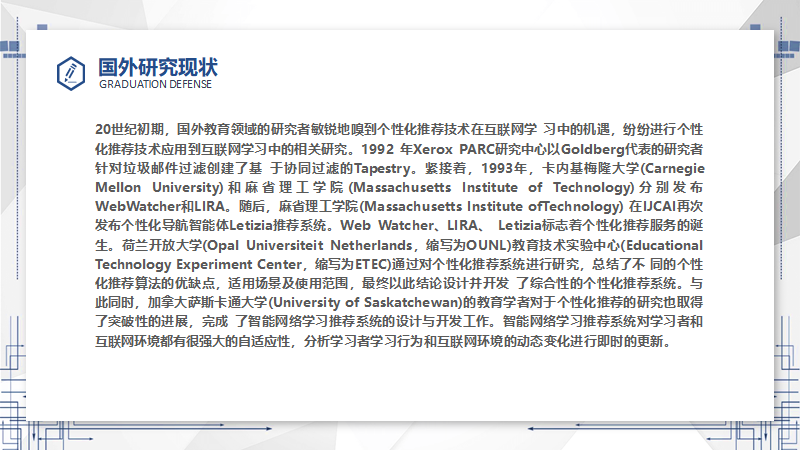 国外研究现状
GRADUATION DEFENSE
20世纪初期，国外教育领域的研究者敏锐地嗅到个性化推荐技术在互联网学 习中的机遇，纷纷进行个性
化推荐技术应用到互联网学习中的相关研究。1992 年Xerox PARC研究中心以Goldberg代表的研究者
针对垃圾邮件过滤创建了基 于协同过滤的Tapestry。紧接着，1993年，卡内基梅隆大学(Carnegie
Mellon University)和麻省理工学院(Massachusetts Institute of Technology)分别发布
WebWatcher和LIRA。随后，麻省理工学院(Massachusetts Institute ofTechnology) 在IJCAI再次
发布个性化导航智能体Letizia推荐系统。Web Watcher、LIRA、 Letizia标志着个性化推荐服务的诞
生。荷兰开放大学(Opal Universiteit Netherlands，缩写为OUNL)教育技术实验中心(Educational
Technology Experiment Center，缩写为ETEC)通过对个性化推荐系统进行研究，总结了不 同的个性
化推荐算法的优缺点，适用场景及使用范围，最终以此结论设计并开发 了综合性的个性化推荐系统。与
此同时，加拿大萨斯卡通大学(University of Saskatchewan)的教育学者对于个性化推荐的研究也取得
了突破性的进展，完成 了智能网络学习推荐系统的设计与开发工作。智能网络学习推荐系统对学习者和
互联网环境都有很强大的自适应性，分析学习者学习行为和互联网环境的动态变化进行即时的更新。